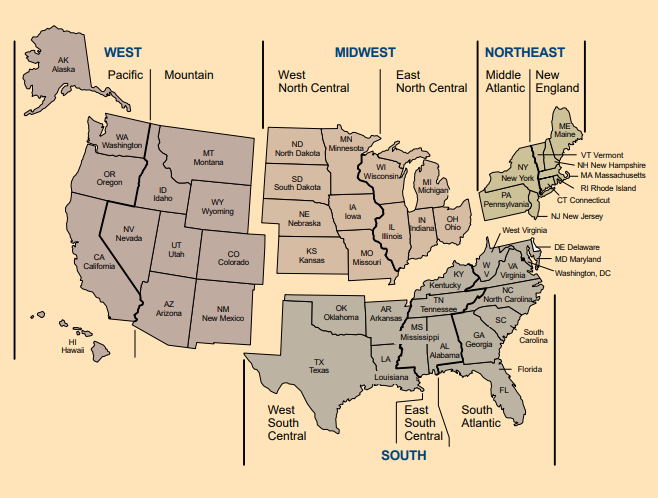 WEST
MIDWEST
NORTHEAST
Pacific
Mountain
West
North Central
East
North Central
Middle
Atlantic
New
England
AK
Alaska
WA
Washington
OR
Oregon
CA
California
NV
Nevada
ID
Idaho
MT
Montana
WY
Wyoming
UT
Utah
CO
Colorado
AZ
Arizona
NM
New Mexico
HI
Hawaii
ND
North Dakota
SD
South Dakota
NE
Nebraska
KS
Kansas
MN
Minnesota
IA
Iowa
MO
Missouri
WI
Wisconsin
IL
Illinois
MI
Michigan
IN
Indiana
OH
Ohio
ME
Maine
NY
New York
PA
Pennsylvania
VT Vermont
NH New Hampshire
MA Massachusetts
RI Rhode Island
CT Connecticut
NJ New Jersey
West Virginia
DE Delaware
MD Maryland
Washington, DC
W
V
VA
Virginia
KY
Kentucky
NC
North Carolina
TN
Tennessee
SC
South
Carolina
OK
Oklahoma
AR
Arkansas
MS
Mississippi
AL
Alabama
GA
Georgia
TX
Texas
LA
Louisiana
Florida
FL
West
South
Central
East
South
Central
South
Atlantic
SOUTH